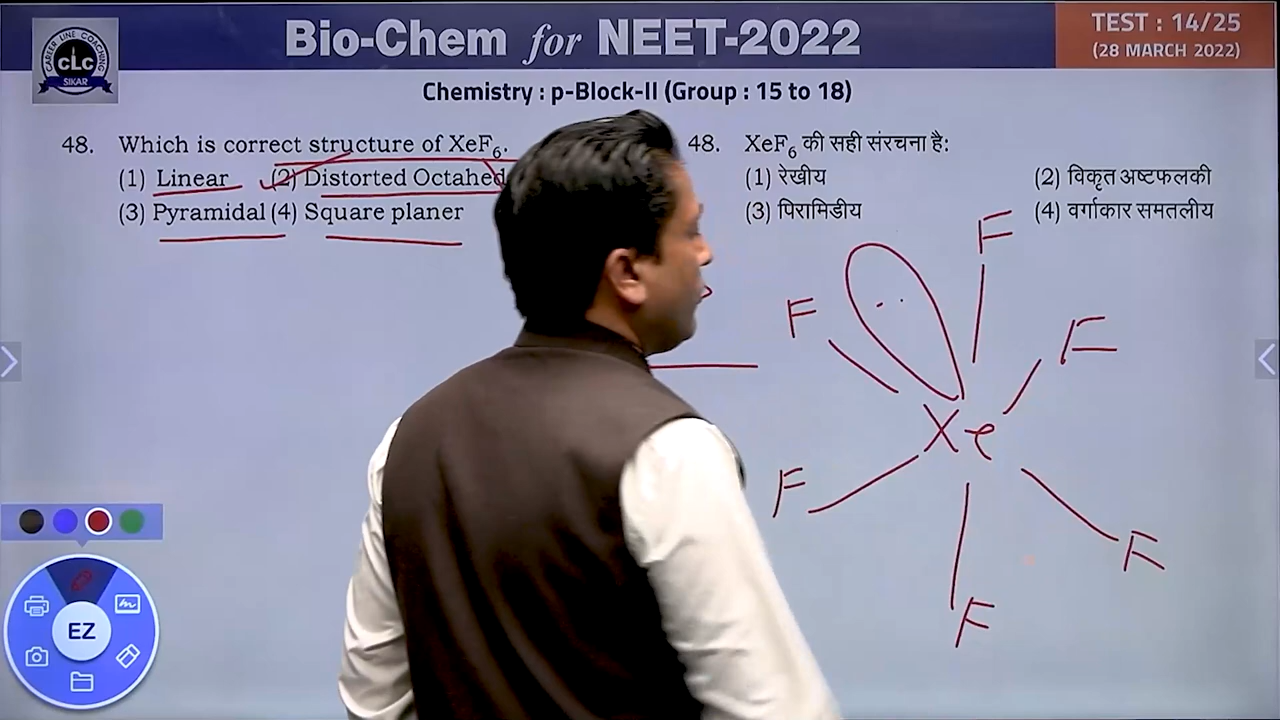 CAREER LINE COACHING
CLC
SIKAR
Bio-Chem for NEET-2022
TEST : 14/25
(28 MARCH 2022)
Chemistry : p-Block-II (Group : 15 to 18)
48. Which is correct structure of XeF6.
(1) Linear (2) Distorted
(3) Pyramidal (4) Square planer
48. XeF6 की सही संरचना है:
(1) रेखीय (2) विकृत अष्टफलकी
(3) पिरामिडीय (4) वर्गाकार समतलीय
F
F
F
Xe
F
F
F
EZ